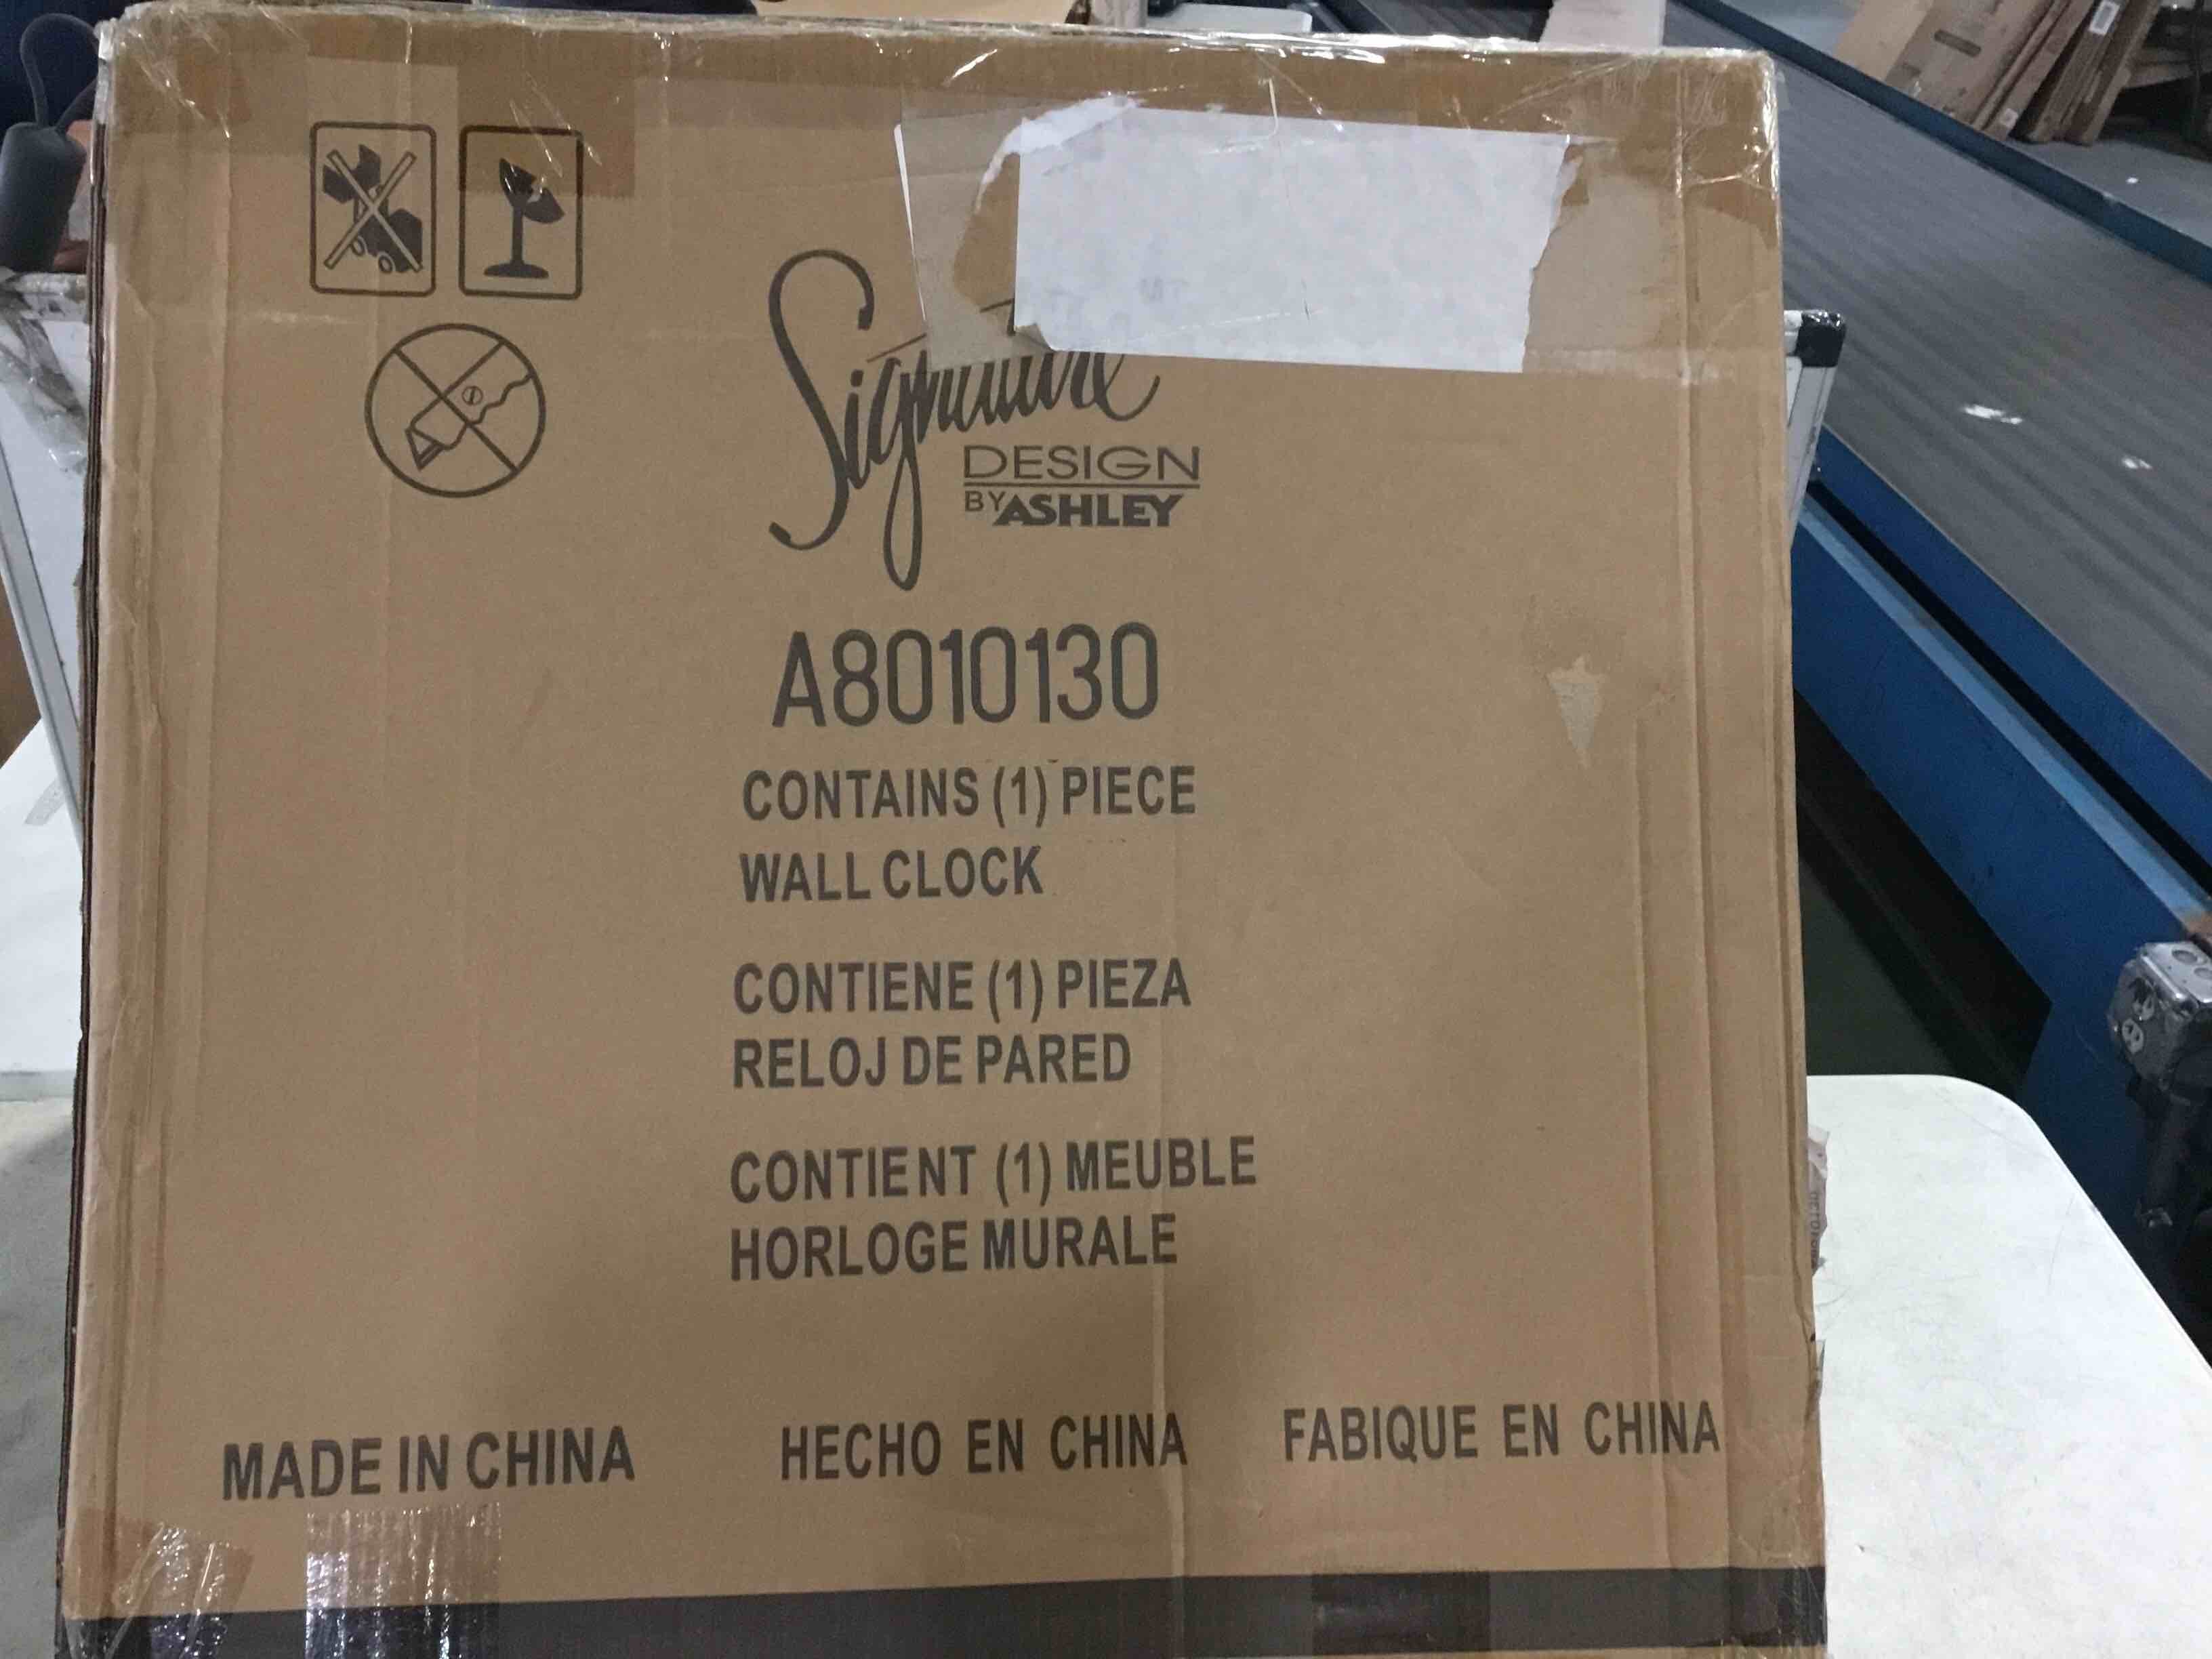 Signature
DESIGN
BY ASHLEY
A8010130
CONTAINS (1) PIECE
WALL CLOCK
CONTIENE (1) PIEZA
RELOJ DE PARED
CONTIENT (1) MEUBLE
HORLOGE MURALE
MADE IN CHINA HECHO EN CHINA FABIQUE EN CHINA